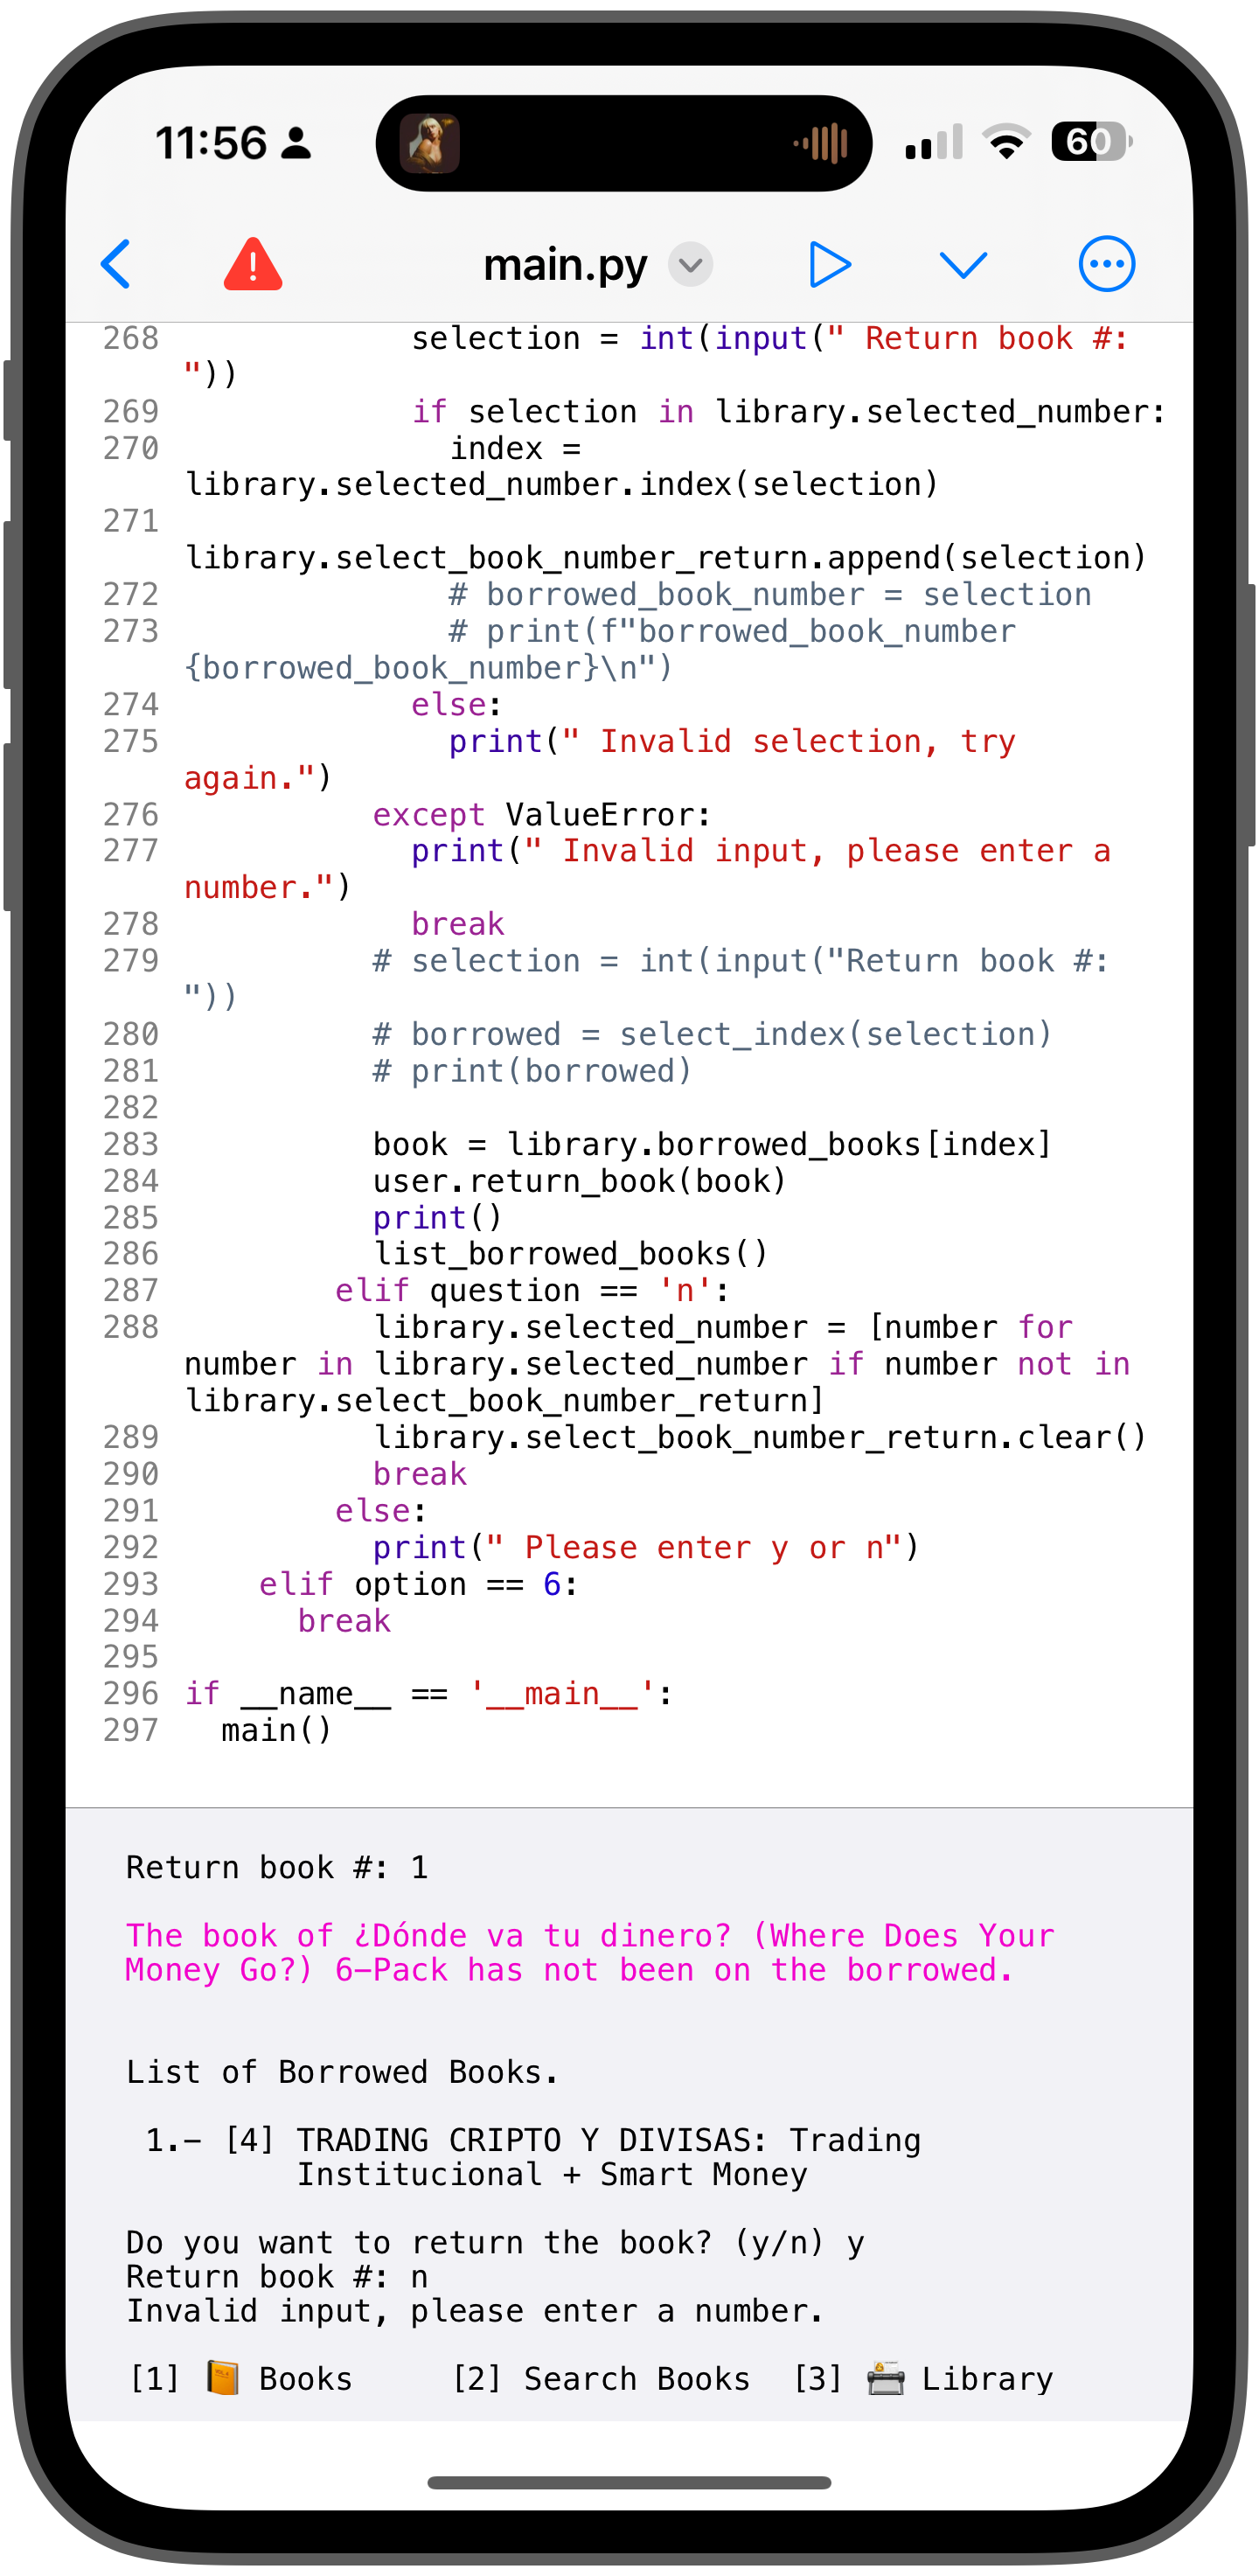 11:56
60
main.py
268 selection = int(input(" Return book #:
"))
269 if selection in library.selected_number:
270 index =
library.selected_number.index(selection)
271
library.select_book_number_return.append(selection)
272 # borrowed_book_number = selection
273 # print(f"borrowed_book_number
{borrowed_book_number}\n")
274 else:
275 print(" Invalid selection, try
again.")
276 except ValueError:
277 print(" Invalid input, please enter a
number.")
278 break
279 # selection = int(input("Return book #:
"))
280 # borrowed = select_index(selection)
281 # print(borrowed)
282
283 book = library.borrowed_books[index]
284 user.return_book(book)
285 print()
286 list_borrowed_books()
287 elif question == 'n':
288 library.selected_number = [number for
number in library.selected_number if number not in
library.select_book_number_return]
289 library.select_book_number_return.clear()
290 break
291 else:
292 print(" Please enter y or n")
293 elif option == 6:
294 break
295
296 if __name__ == '__main__':
297 main()
Return book #: 1
The book of ¿Dónde va tu dinero? (Where Does Your
Money Go?) 6-Pack has not been on the borrowed.
List of Borrowed Books.
1.- [4] TRADING CRIPTO Y DIVISAS: Trading
Institucional + Smart Money
Do you want to return the book? (y/n) y
Return book #: n
Invalid input, please enter a number.
[1] 📔 Books [2] Search Books [3] 📠 Library